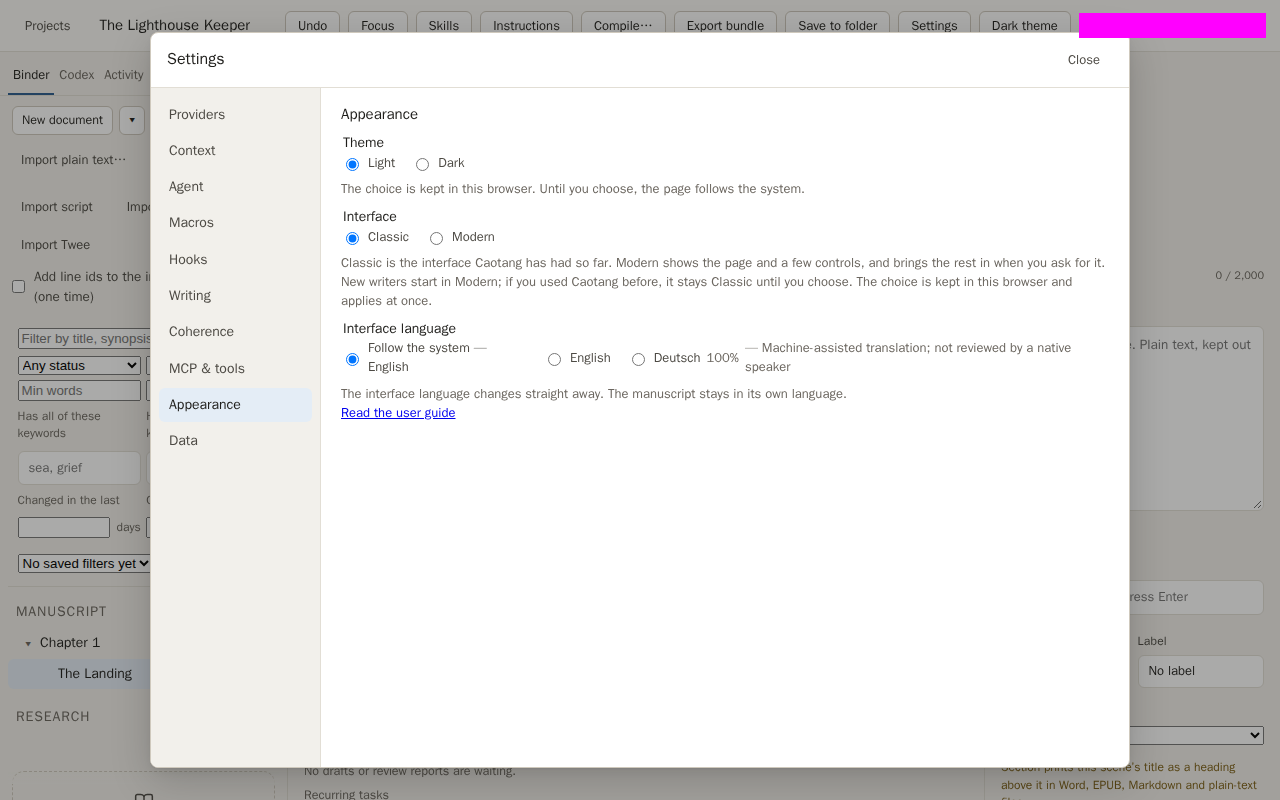 Projects
The Lighthouse Keeper
Undo
Focus
Skills
Instructions
Compile…
Export bundle
Save to folder
Settings
Dark theme
Settings
Close
Binder
Codex
Activity
New document
Import plain text…
Import script
Import Twee
Add line ids to the
(one time)
Filter by title,
Any status
Min words
Has all of these
keywords
sea, grief
Changed in the last
days
No saved filters yet
MANUSCRIPT
Chapter 1
The Landing
RESEARCH
Providers
Context
Agent
Macros
Hooks
Writing
Coherence
MCP & tools
Appearance
Data
Appearance
Theme
Light
Dark
The choice is kept in this browser. Until you choose, the page follows the system.
Interface
Classic
Modern
Classic is the interface Caotang has had so far. Modern shows the page and a few controls, and brings the rest in when you ask for it.
New writers start in Modern; if you used Caotang before, it stays Classic until you choose. The choice is kept in this browser and
applies at once.
Interface language
Follow the system —
English
English
Deutsch 100%
— Machine-assisted translation; not reviewed by a native
speaker
The interface language changes straight away. The manuscript stays in its own language.
Read the user guide
0 / 2,000
Plain text, kept out
Enter
Label
No label
No drafts or review reports are waiting.
Recurring tasks
Section prints this scene's title as a heading
above it in Word, EPUB, Markdown and plain-text